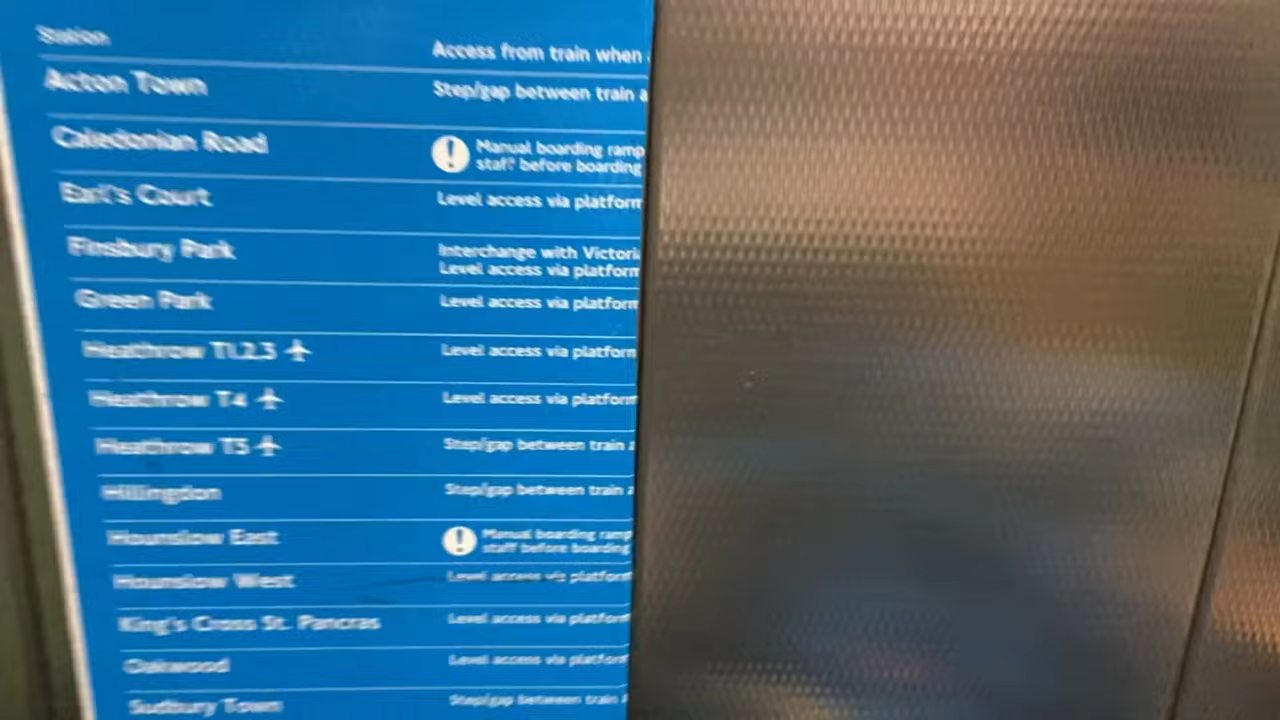 Station
Access from train when
Acton Town
Step/gap between train a
Caledonian Road
! Manual boarding ramp
staff before boarding
Earl's Court
Level access via platform
Finsbury Park
Interchange with Victoria
Level access via platform
Green Park
Level access via platform
Heathrow T1,2,3
Level access via platform
Heathrow T4
Level access via platform
Heathrow T5
Step/gap between train a
Hillingdon
Step/gap between train a
Hounslow East
! Manual boarding ramp
staff before boarding
Hounslow West
Level access via platform
King's Cross St. Pancras
Level access via platform
Oakwood
Level access via platform
Sudbury Town
Step/gap between train a